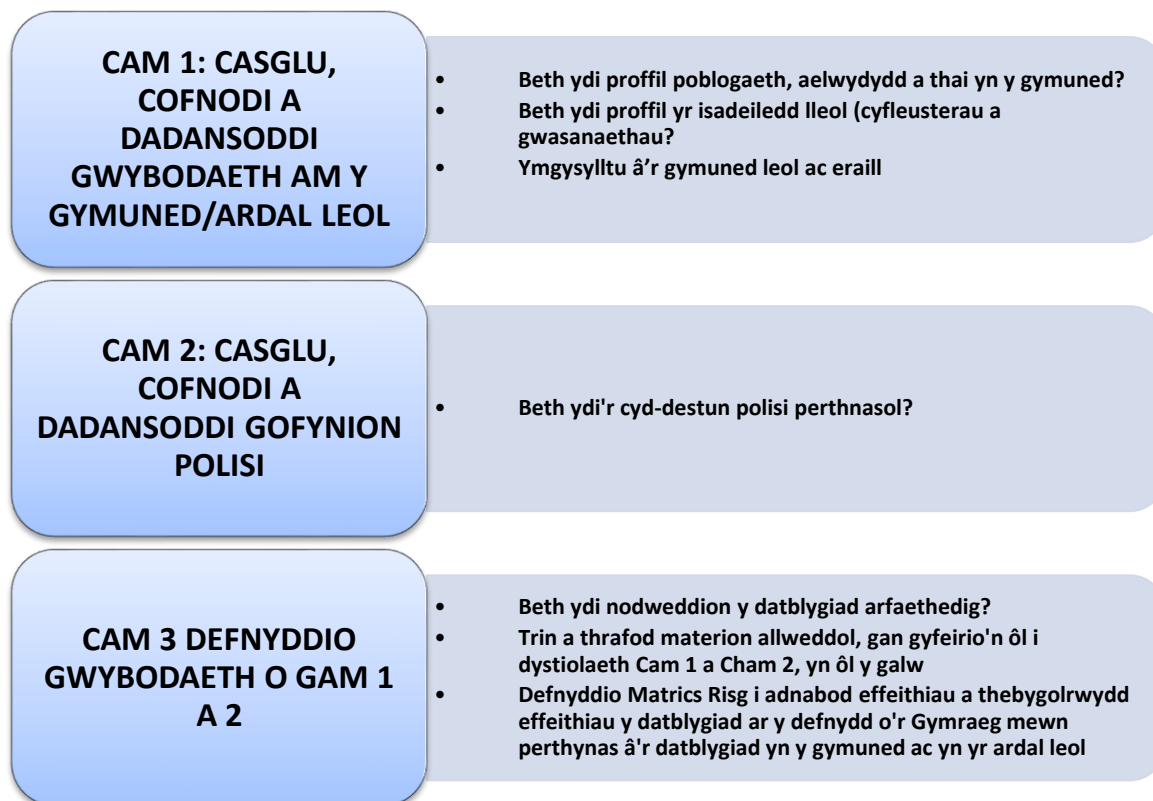 CAM 1: CASGLU,
COFNODI A
DADANSODDI
GWYBODAETH AM Y
GYMUNED/ARDAL LEOL
• Beth ydi proffil poblogaeth, aelwydydd a thai yn y gymuned?
• Beth ydi proffil yr isadeiledd lleol (cyfleusterau a
gwasanaethau?
• Ymgysylltu â’r gymuned leol ac eraill
CAM 2: CASGLU,
COFNODI A
DADANSODDI GOFYNION
POLISI
• Beth ydi'r cyd-destun polisi perthnasol?
CAM 3 DEFNYDDIO
GWYBODAETH O GAM 1
A 2
• Beth ydi nodweddion y datblygiad arfaethedig?
• Trin a thrafod materion allweddol, gan gyfeirio'n ôl i
dystiolaeth Cam 1 a Cham 2, yn ôl y galw
• Defnyddio Matrics Risg i adnabod effeithiau a thebygolrwydd
effeithiau y datblygiad ar y defnydd o'r Gymraeg mewn
perthynas â'r datblygiad yn y gymuned ac yn yr ardal leol